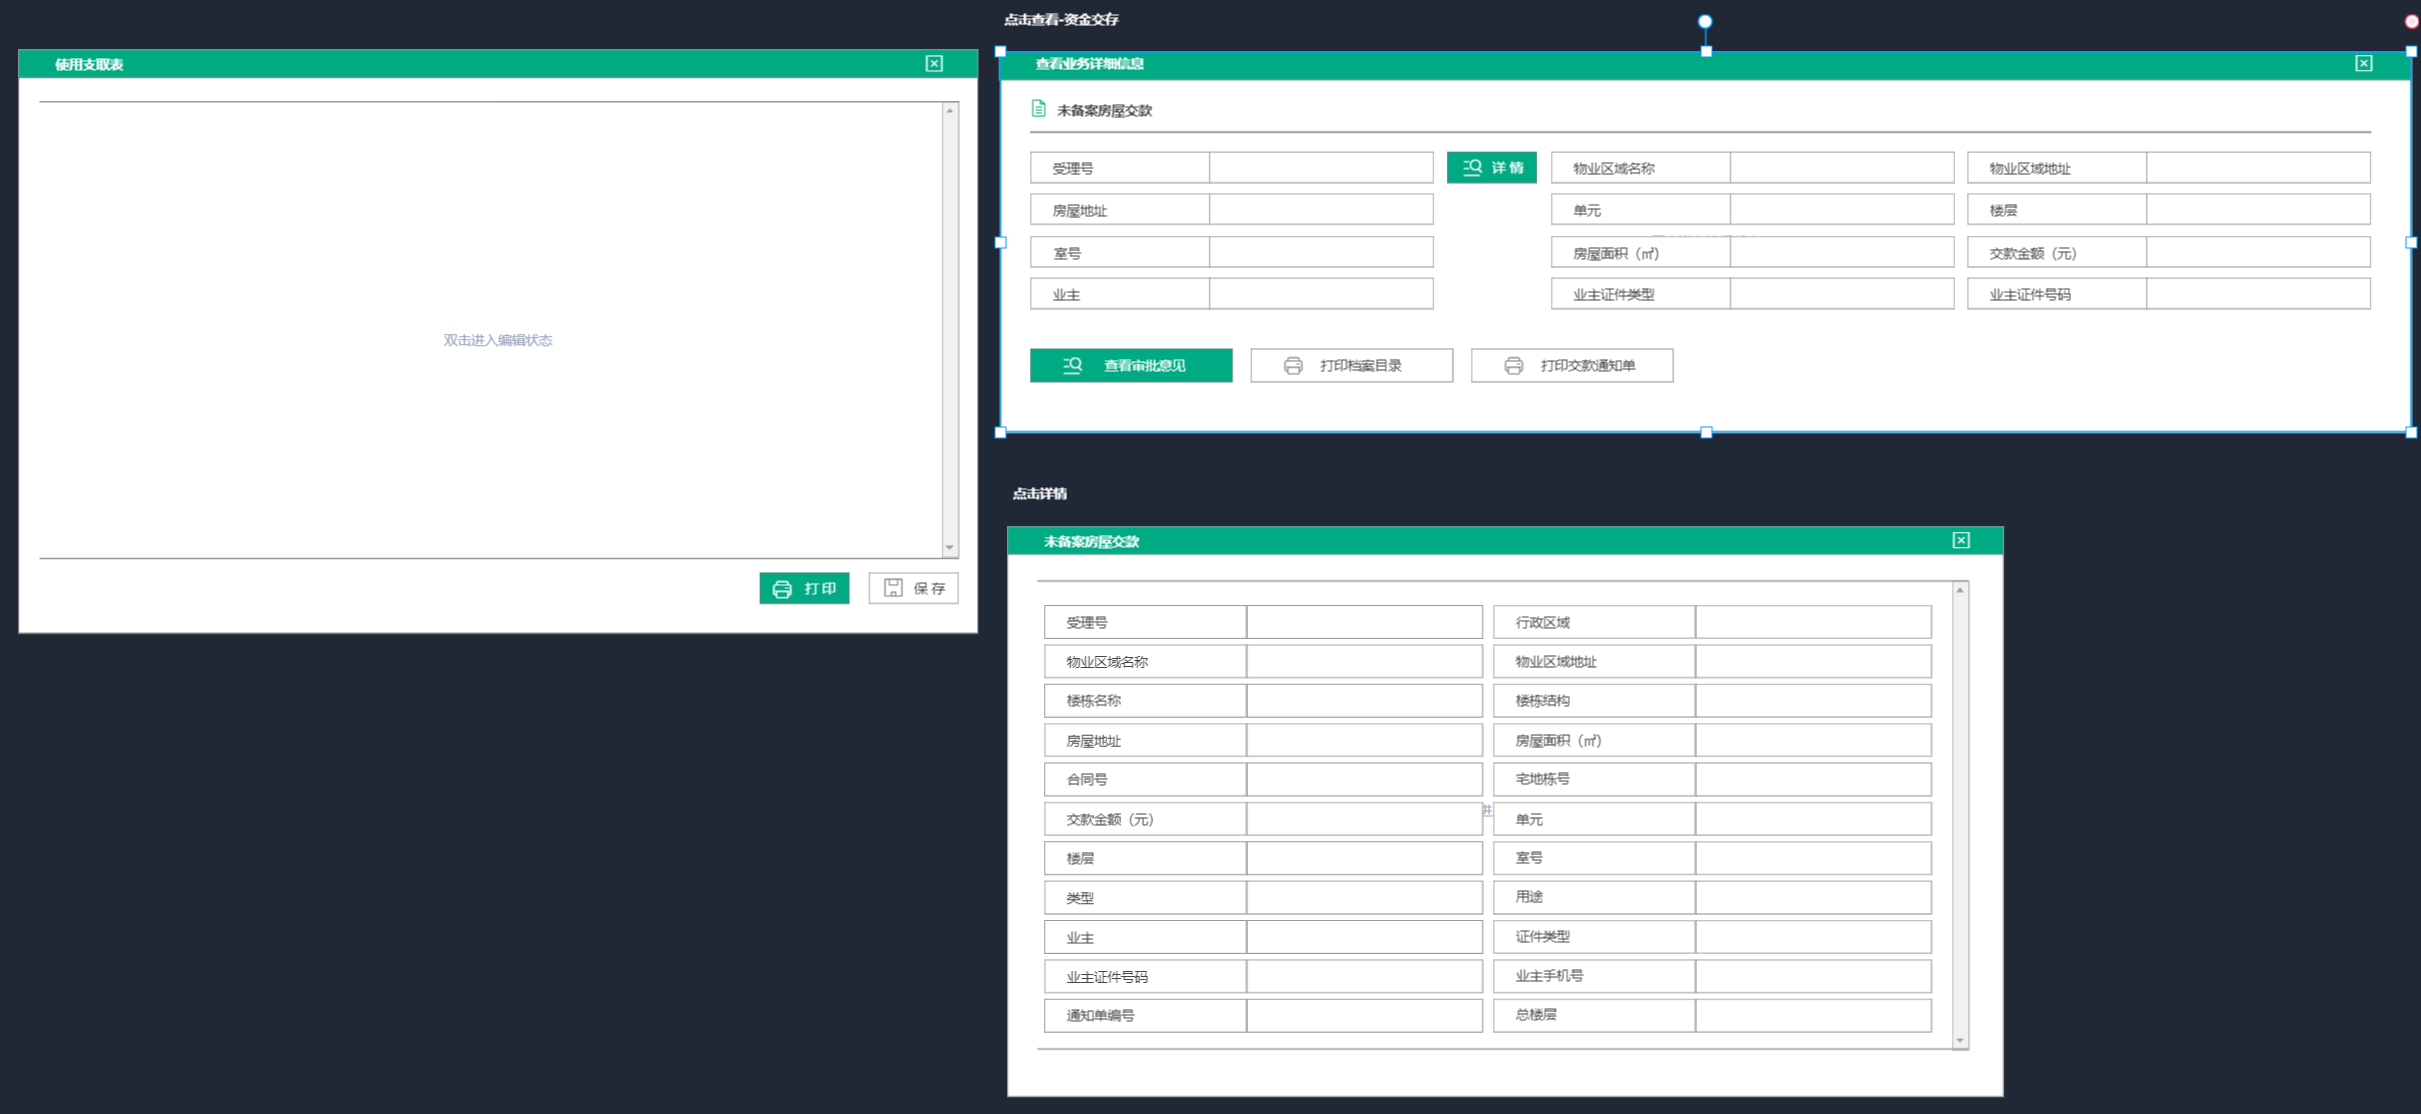 使用支取表
双击进入编辑状态
打印
保存
点击查看-资金交存
查看业务详细信息
未备案房屋交款
受理号
详情
物业区域名称
物业区域地址
房屋地址
单元
楼层
室号
房屋面积（㎡）
交款金额（元）
业主
业主证件类型
业主证件号码
查看审批意见
打印档案目录
打印交款通知单
点击详情
未备案房屋交款
受理号
行政区域
物业区域名称
物业区域地址
楼栋名称
楼栋结构
房屋地址
房屋面积（㎡）
合同号
宅地栋号
交款金额（元）
单元
楼层
室号
类型
用途
业主
证件类型
业主证件号码
业主手机号
通知单编号
总楼层